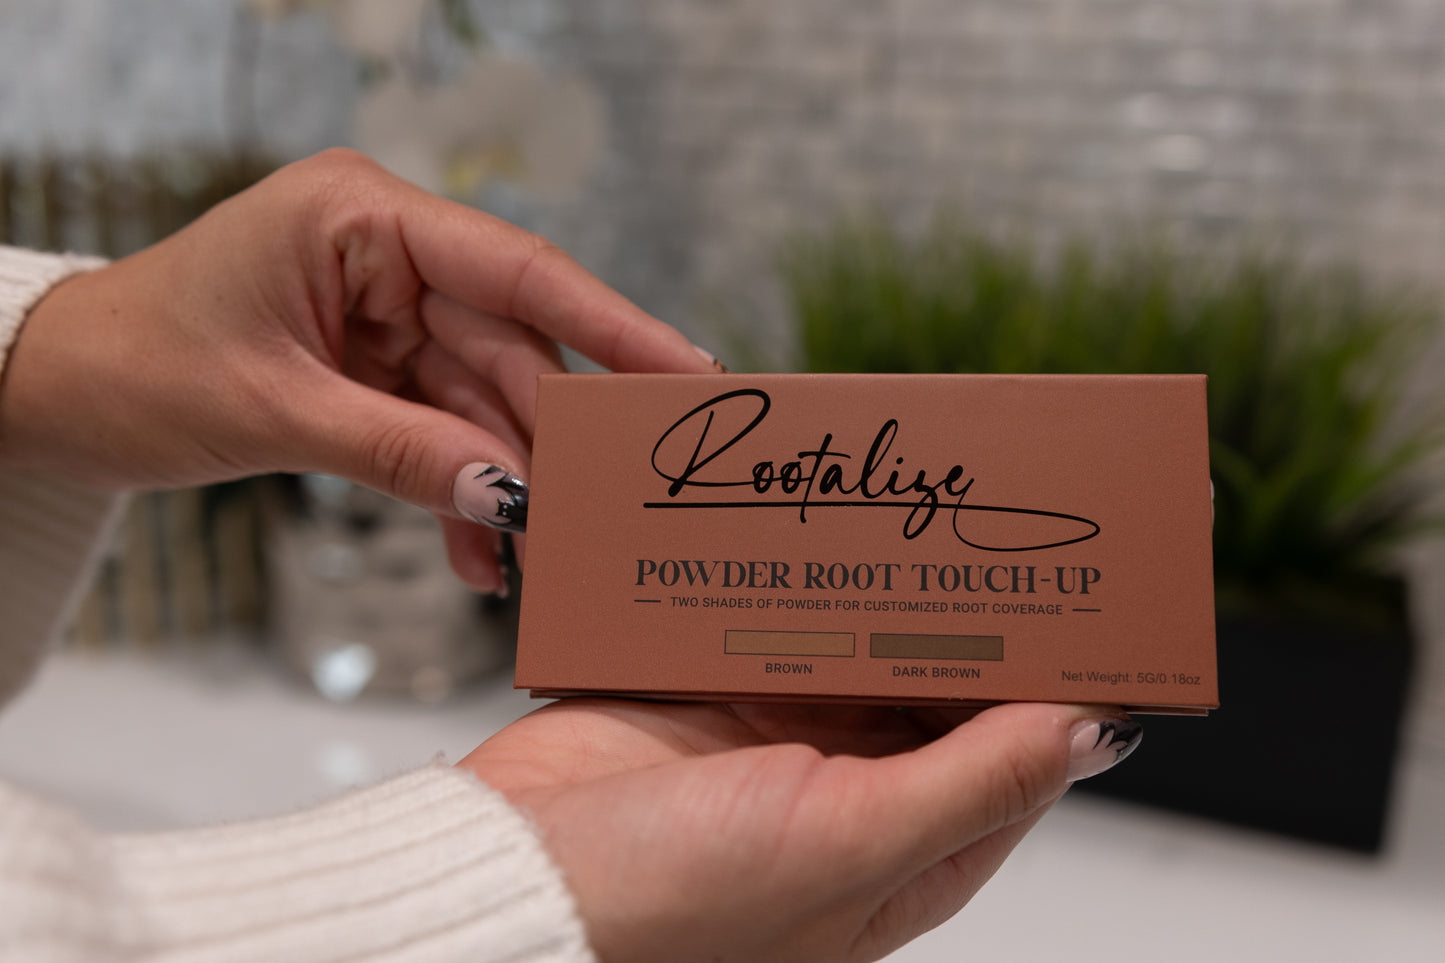 Rootalize
POWDER ROOT TOUCH-UP
TWO SHADES OF POWDER FOR CUSTOMIZED ROOT COVERAGE
BROWN
DARK BROWN
Net Weight: 5G/0.18oz